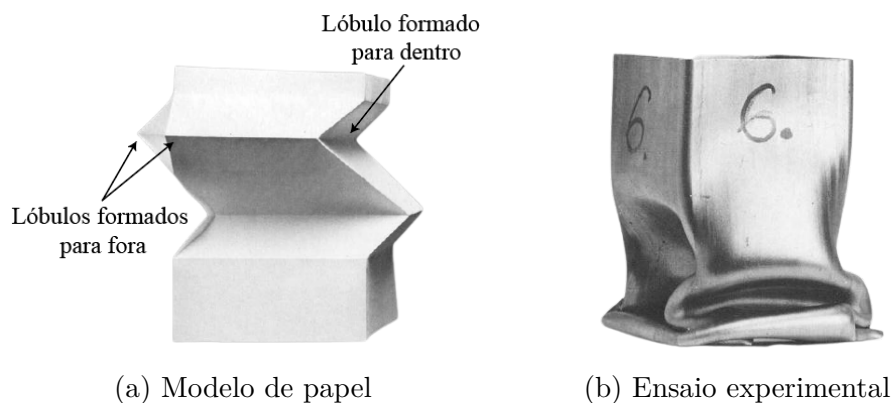 Lóbulo formado
para dentro
Lóbulos formados
para fora
6.
6.
(a) Modelo de papel
(b) Ensaio experimental